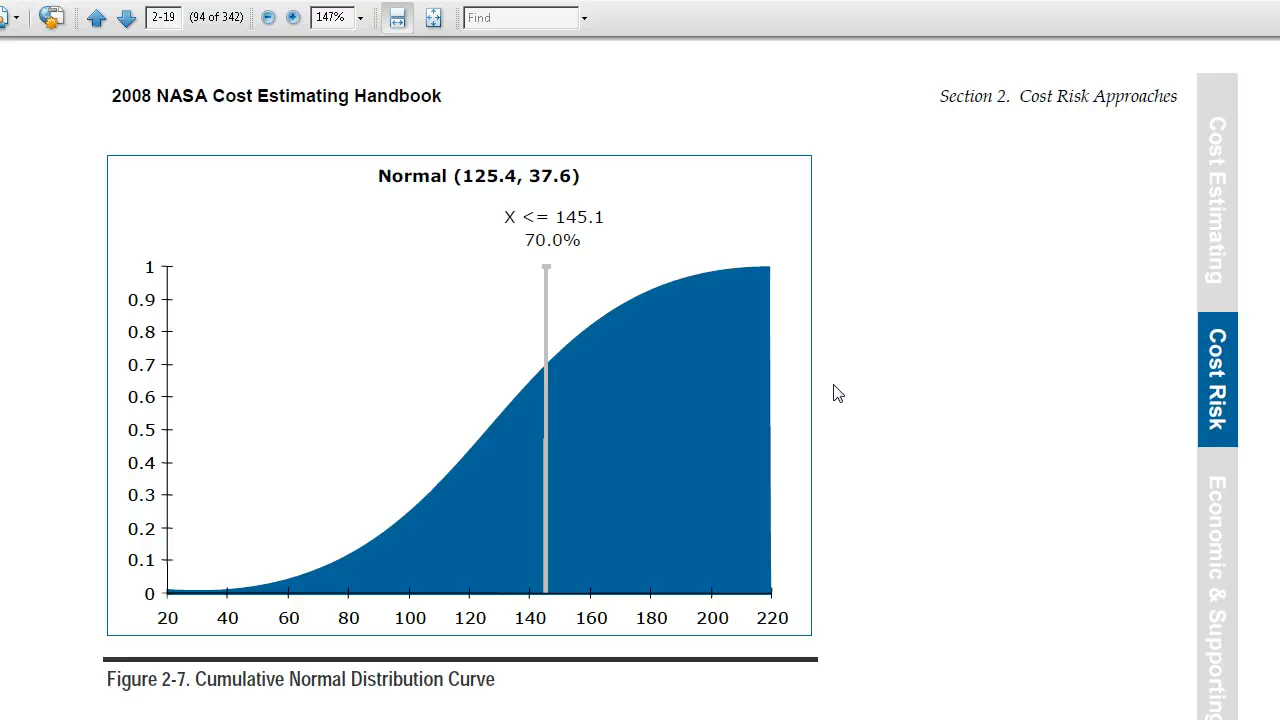 2-19 (94 of 342) 147% Find
2008 NASA Cost Estimating Handbook
Section 2. Cost Risk Approaches
Normal (125.4, 37.6)
X <= 145.1
70.0%
1
0.9
0.8
0.7
0.6
0.5
0.4
0.3
0.2
0.1
0
20 40 60 80 100 120 140 160 180 200 220
Figure 2-7. Cumulative Normal Distribution Curve
Cost Estimating
Cost Risk
Economic & Supporting